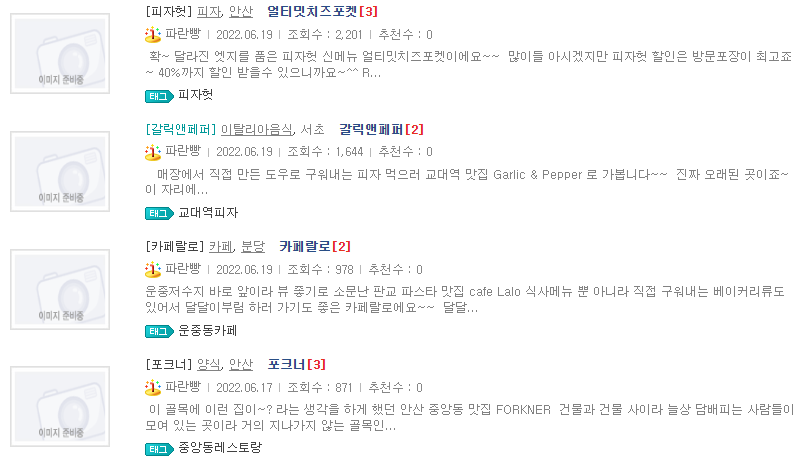 [피자헛] 피자, 안산 얼티밋치즈포켓[3]
이미지 준비중
1 파란빵 | 2022.06.19 | 조회수 : 2,201 | 추천수 : 0
확~ 달라진 엣지를 품은 피자헛 신메뉴 얼티밋치즈포켓이에요~~ 많이들 아시겠지만 피자헛 할인은 방문포장이 최고죠
~ 40%까지 할인 받을수 있으니까요~^^ R...
태그 피자헛
[갈릭앤페퍼] 이탈리아음식, 서초 갈릭앤페퍼[2]
이미지 준비중
1 파란빵 | 2022.06.19 | 조회수 : 1,644 | 추천수 : 0
매장에서 직접 만든 도우로 구워내는 피자 먹으러 교대역 맛집 Garlic & Pepper 로 가봅니다~~ 진짜 오래된 곳이죠~
이 자리에...
태그 교대역피자
[카페랄로] 카페, 분당 카페랄로[2]
이미지 준비중
1 파란빵 | 2022.06.19 | 조회수 : 978 | 추천수 : 0
운중저수지 바로 앞이라 뷰 좋기로 소문난 판교 파스타 맛집 cafe Lalo 식사메뉴 뿐 아니라 직접 구워내는 베이커리류도
있어서 달달이부림 하러 가기도 좋은 카페랄로에요~~ 달달...
태그 운중동카페
[포크너] 양식, 안산 포크너[3]
이미지 준비중
1 파란빵 | 2022.06.17 | 조회수 : 871 | 추천수 : 0
이 골목에 이런 집이~? 라는 생각을 하게 했던 안산 중앙동 맛집 FORKNER 건물과 건물 사이라 늘상 담배피는 사람들이
모여 있는 곳이라 거의 지나가지 않는 골목인...
태그 중앙동레스토랑